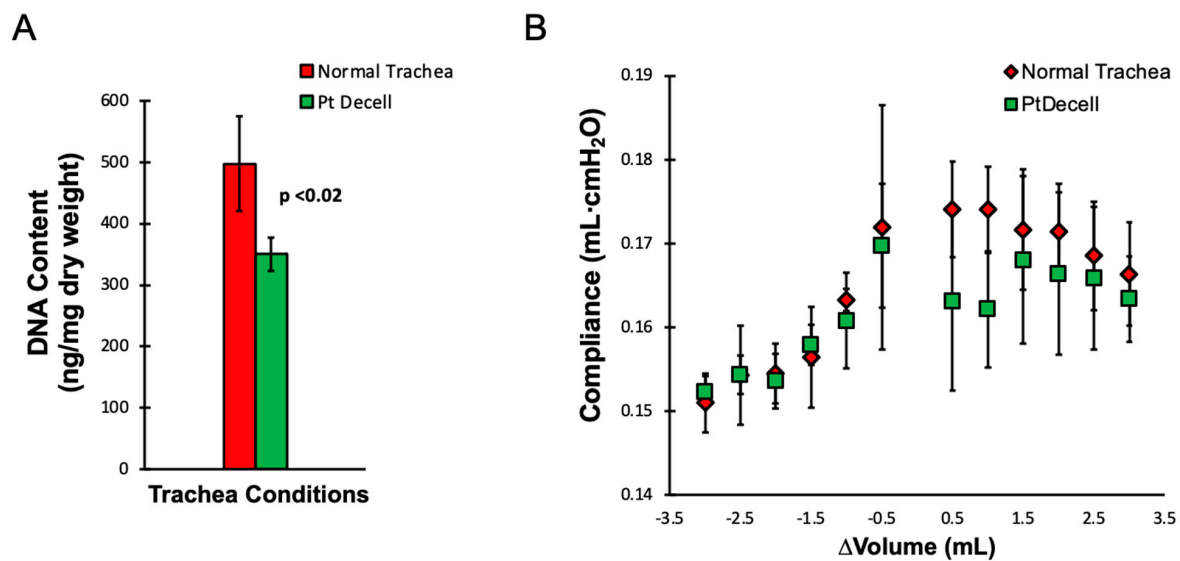 A
Normal Trachea
Pt Decell
600
500
400
300
200
100
0
DNA Content
(ng/mg dry weight)
p <0.02
Trachea Conditions
B
Normal Trachea
PtDecell
0.19
0.18
0.17
0.16
0.15
0.14
Compliance (mL·cmH₂O)
-3.5 -2.5 -1.5 -0.5 0.5 1.5 2.5 3.5
ΔVolume (mL)